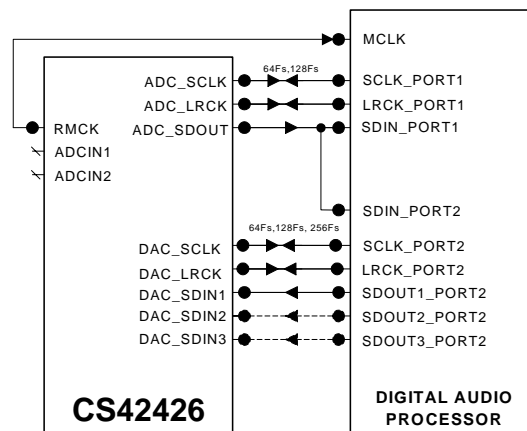 MCLK
64Fs,128Fs
ADC_SCLK
SCLK_PORT1
ADC_LRCK
LRCK_PORT1
RMCK
ADC_SDOUT
SDIN_PORT1
ADCIN1
ADCIN2
SDIN_PORT2
64Fs,128Fs, 256Fs
DAC_SCLK
SCLK_PORT2
DAC_LRCK
LRCK_PORT2
DAC_SDIN1
SDOUT1_PORT2
DAC_SDIN2
SDOUT2_PORT2
DAC_SDIN3
SDOUT3_PORT2
CS42426
DIGITAL AUDIO
PROCESSOR